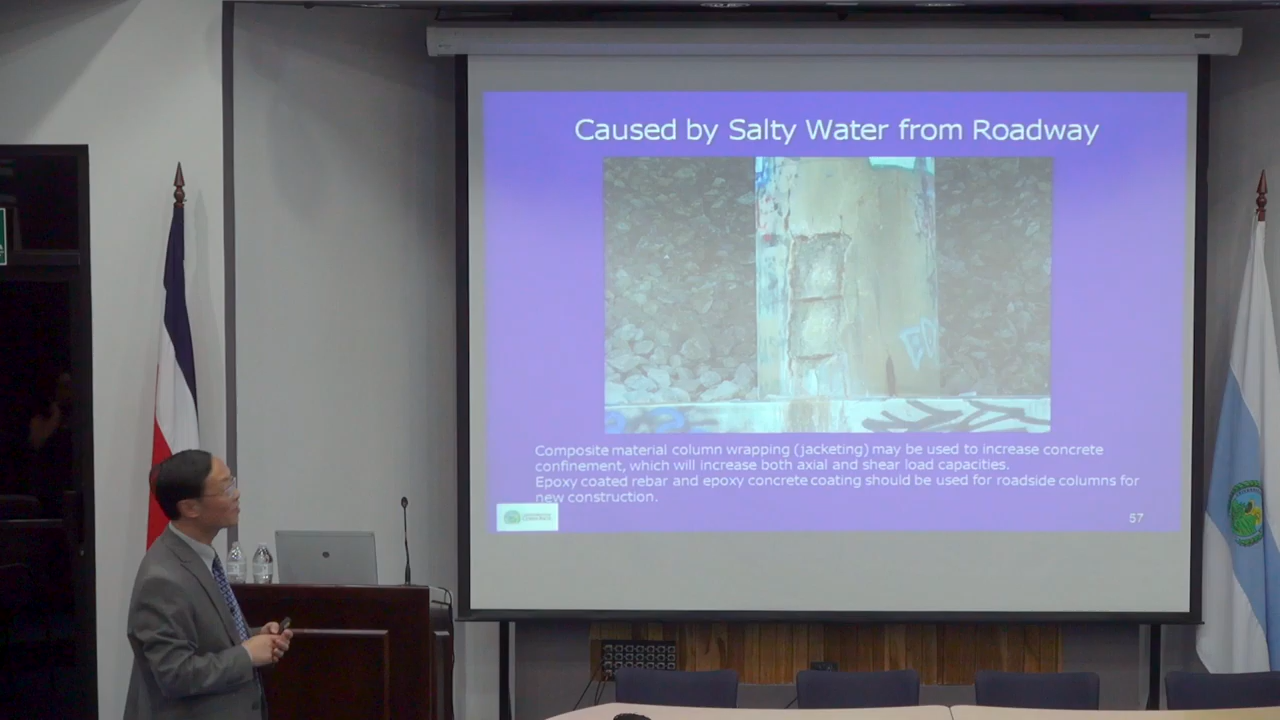 Caused by Salty Water from Roadway
Composite material column wrapping (jacketing) may be used to increase concrete
confinement, which will increase both axial and shear load capacities.
Epoxy coated rebar and epoxy concrete coating should be used for roadside columns for
new construction.
57